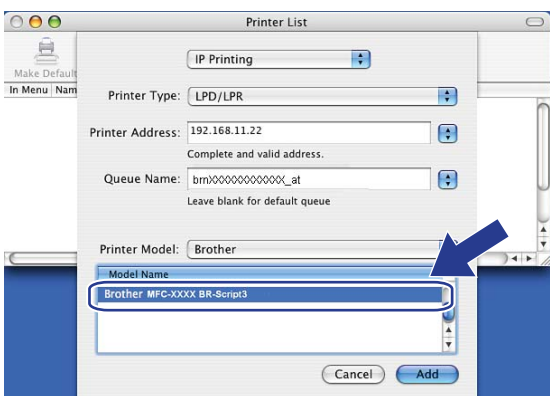 Printer List
Make Default
In Menu Nam
IP Printing
Printer Type: LPD/LPR
Printer Address: 192.168.11.22
Complete and valid address.
Queue Name: brnXXXXXXXXXXXX_at
Leave blank for default queue
Printer Model: Brother
Model Name
Brother MFC-XXXX BR-Script3
Cancel Add